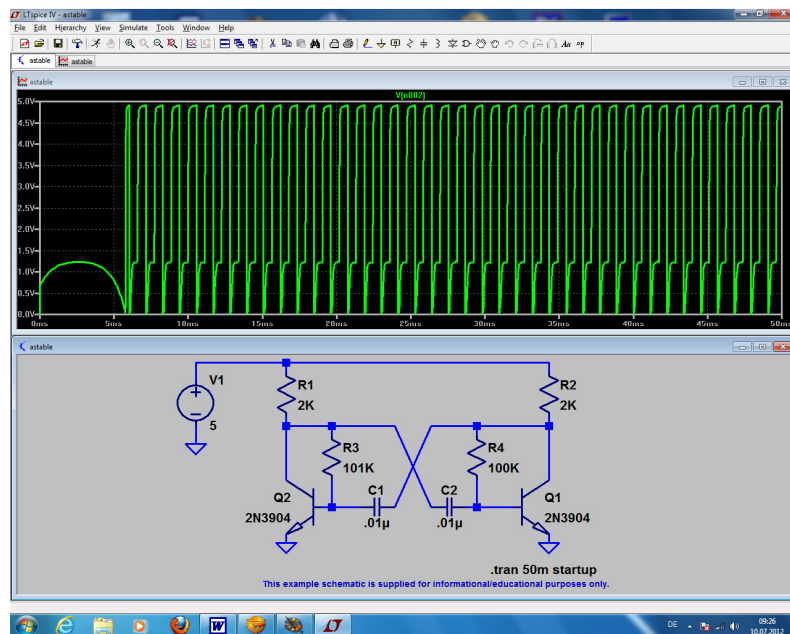 LTspice IV - astable
File Edit Hierarchy View Simulate Tools Window Help
astable astable
astable
V(n002)
5.0V
4.5V
4.0V
3.5V
3.0V
2.5V
2.0V
1.5V
1.0V
0.5V
0.0V
0ms 5ms 10ms 15ms 20ms 25ms 30ms 35ms 40ms 45ms 50ms
astable
V1
5
R1
2K
R2
2K
R3
101K
R4
100K
Q2
2N3904
C1
.01µ
C2
.01µ
Q1
2N3904
.tran 50m startup
This example schematic is supplied for informational/educational purposes only.
DE
09:26
10.07.2012